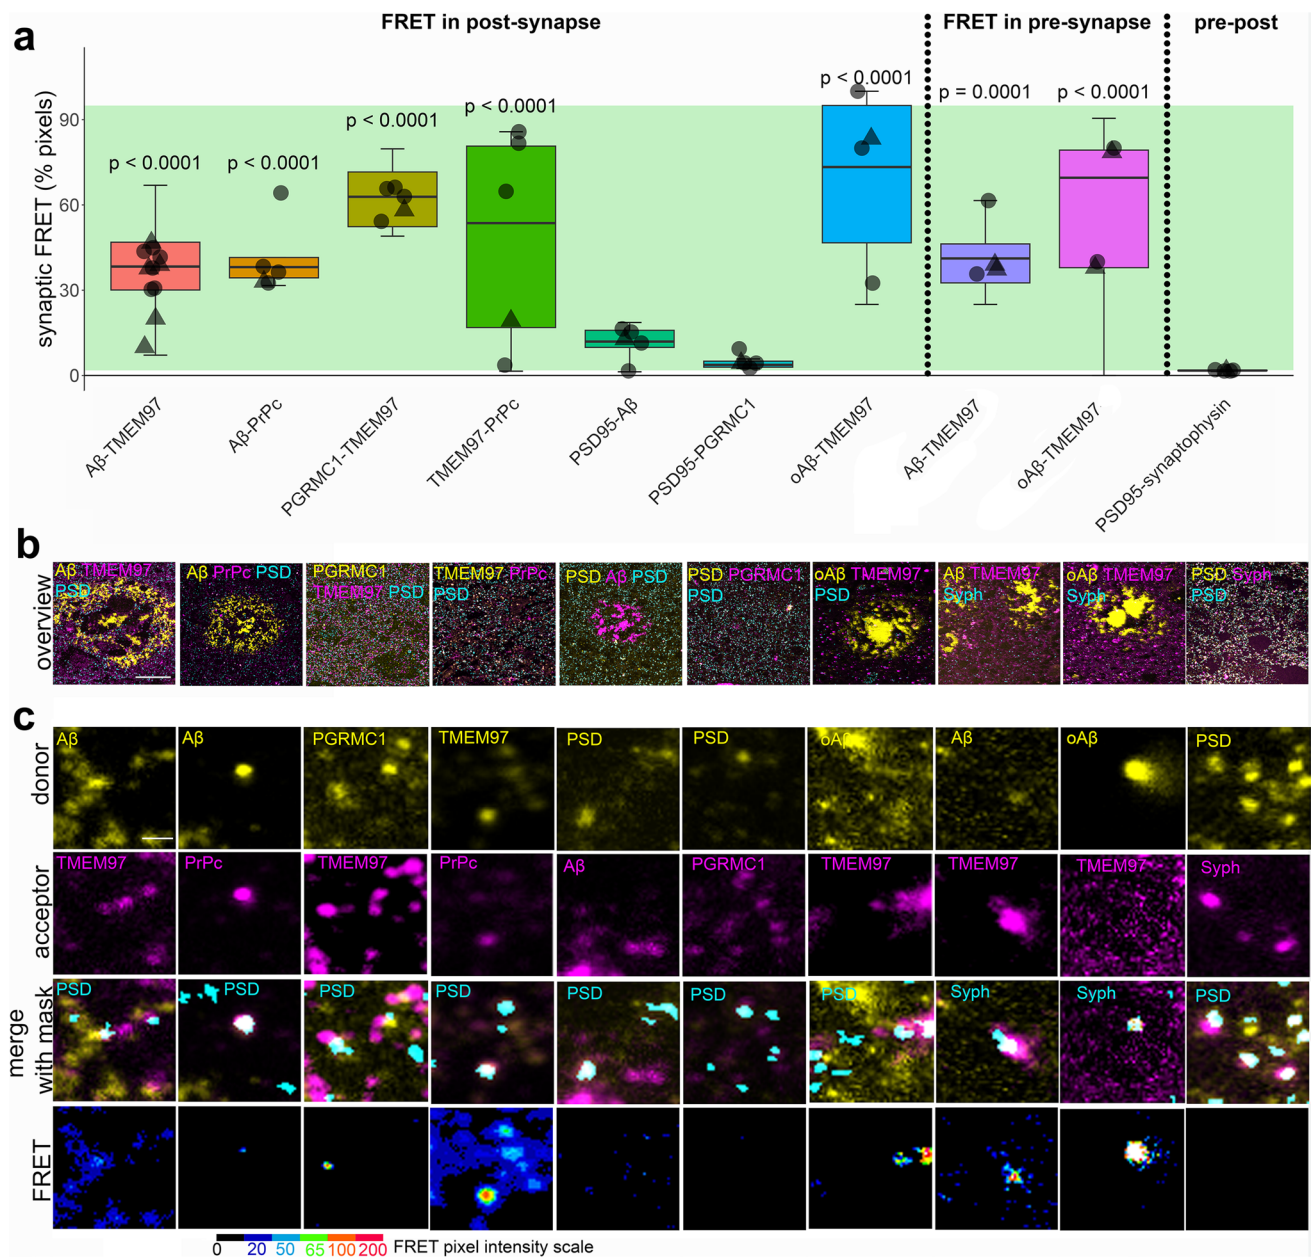 a
FRET in post-synapse
FRET in pre-synapse
pre-post
synaptic FRET (% pixels)
90
60
30
0
p < 0.0001
p < 0.0001
p < 0.0001
p < 0.0001
p < 0.0001
p = 0.0001
p < 0.0001
Aβ-TMEM97
Aβ-PrPc
PGRMC1-TMEM97
TMEM97-PrPc
PSD95-Aβ
PSD95-PGRMC1
oAβ-TMEM97
Aβ-TMEM97
oAβ-TMEM97
PSD95-synaptophysin
b
overview
Aβ TMEM97
PSD
Aβ PrPc PSD
PGRMC1
TMEM97 PSD
TMEM97 PrPc
PSD
PSD Aβ PSD
PSD PGRMC1
PSD
oAβ TMEM97
PSD
Aβ TMEM97
Syph
oAβ TMEM97
Syph
PSD Syph
PSD
c
donor
Aβ
Aβ
PGRMC1
TMEM97
PSD
PSD
oAβ
Aβ
oAβ
PSD
acceptor
TMEM97
PrPc
TMEM97
PrPc
Aβ
PGRMC1
TMEM97
TMEM97
TMEM97
Syph
merge
with mask
PSD
PSD
PSD
PSD
PSD
PSD
PSD
Syph
Syph
PSD
FRET
0 20 50 65 100 200 FRET pixel intensity scale